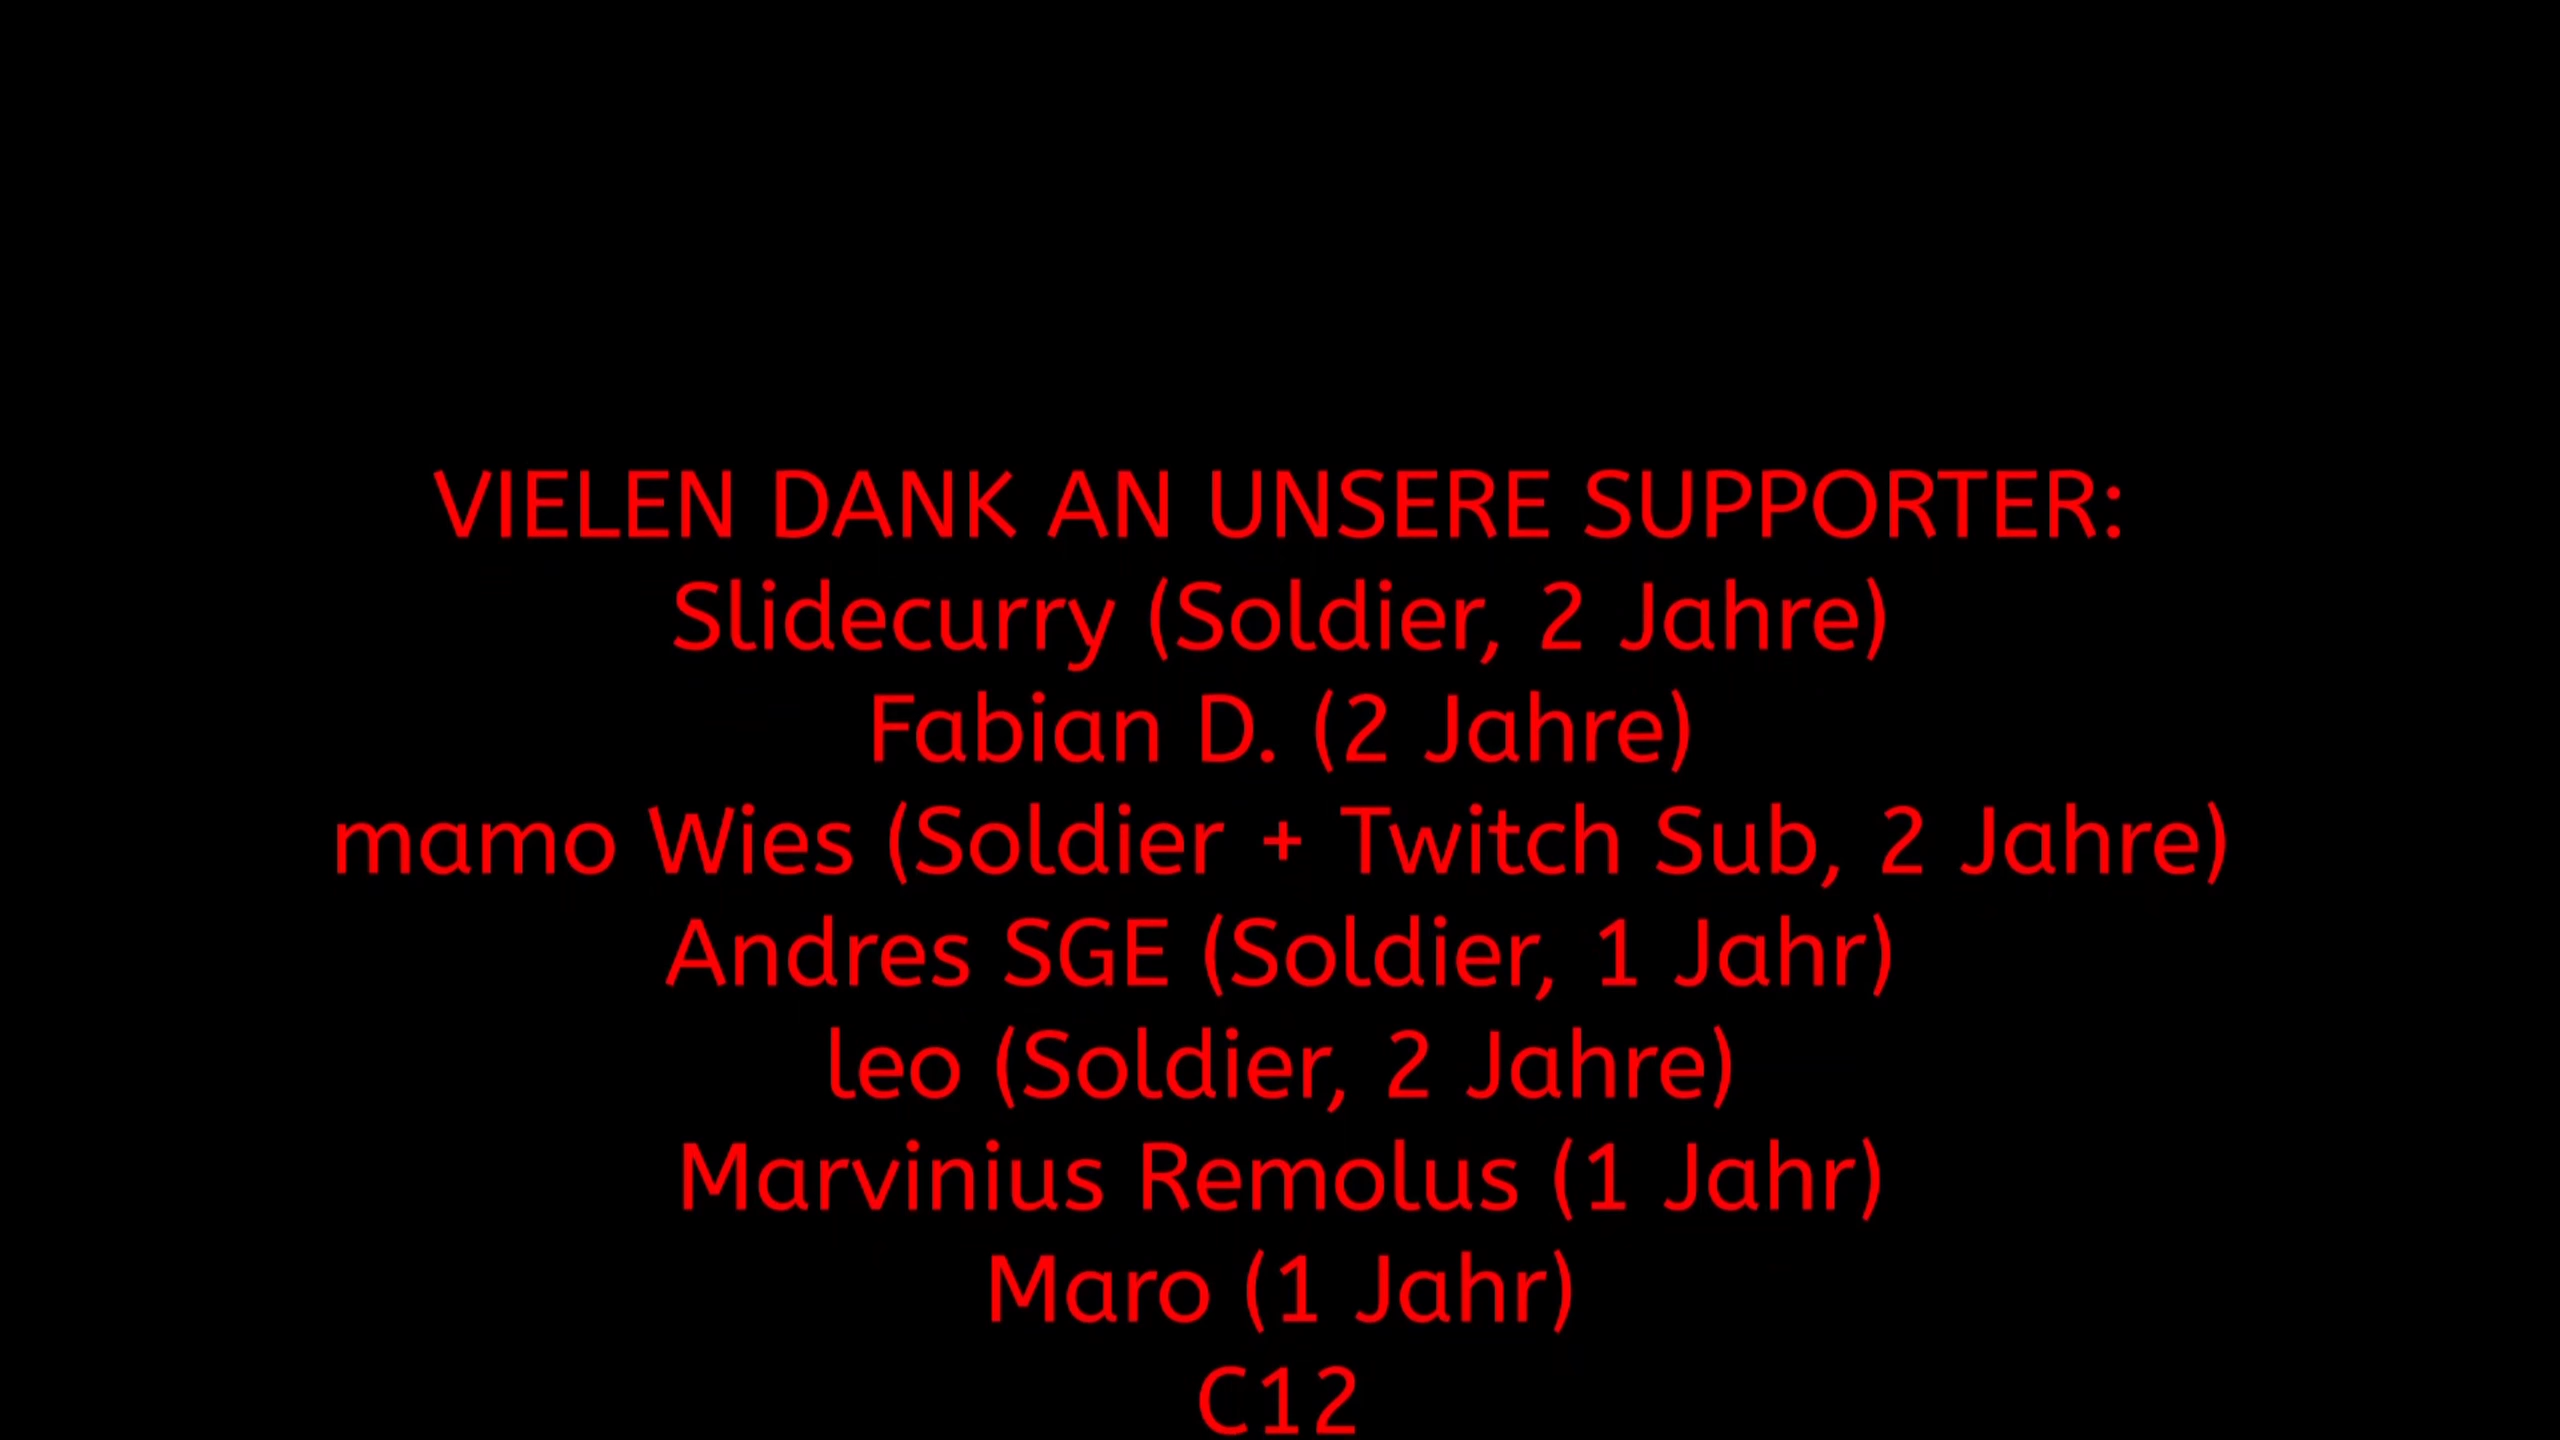 VIELEN DANK AN UNSERE SUPPORTER:
Slidecurry (Soldier, 2 Jahre)
Fabian D. (2 Jahre)
mamo Wies (Soldier + Twitch Sub, 2 Jahre)
Andres SGE (Soldier, 1 Jahr)
leo (Soldier, 2 Jahre)
Marvinius Remolus (1 Jahr)
Maro (1 Jahr)
C12